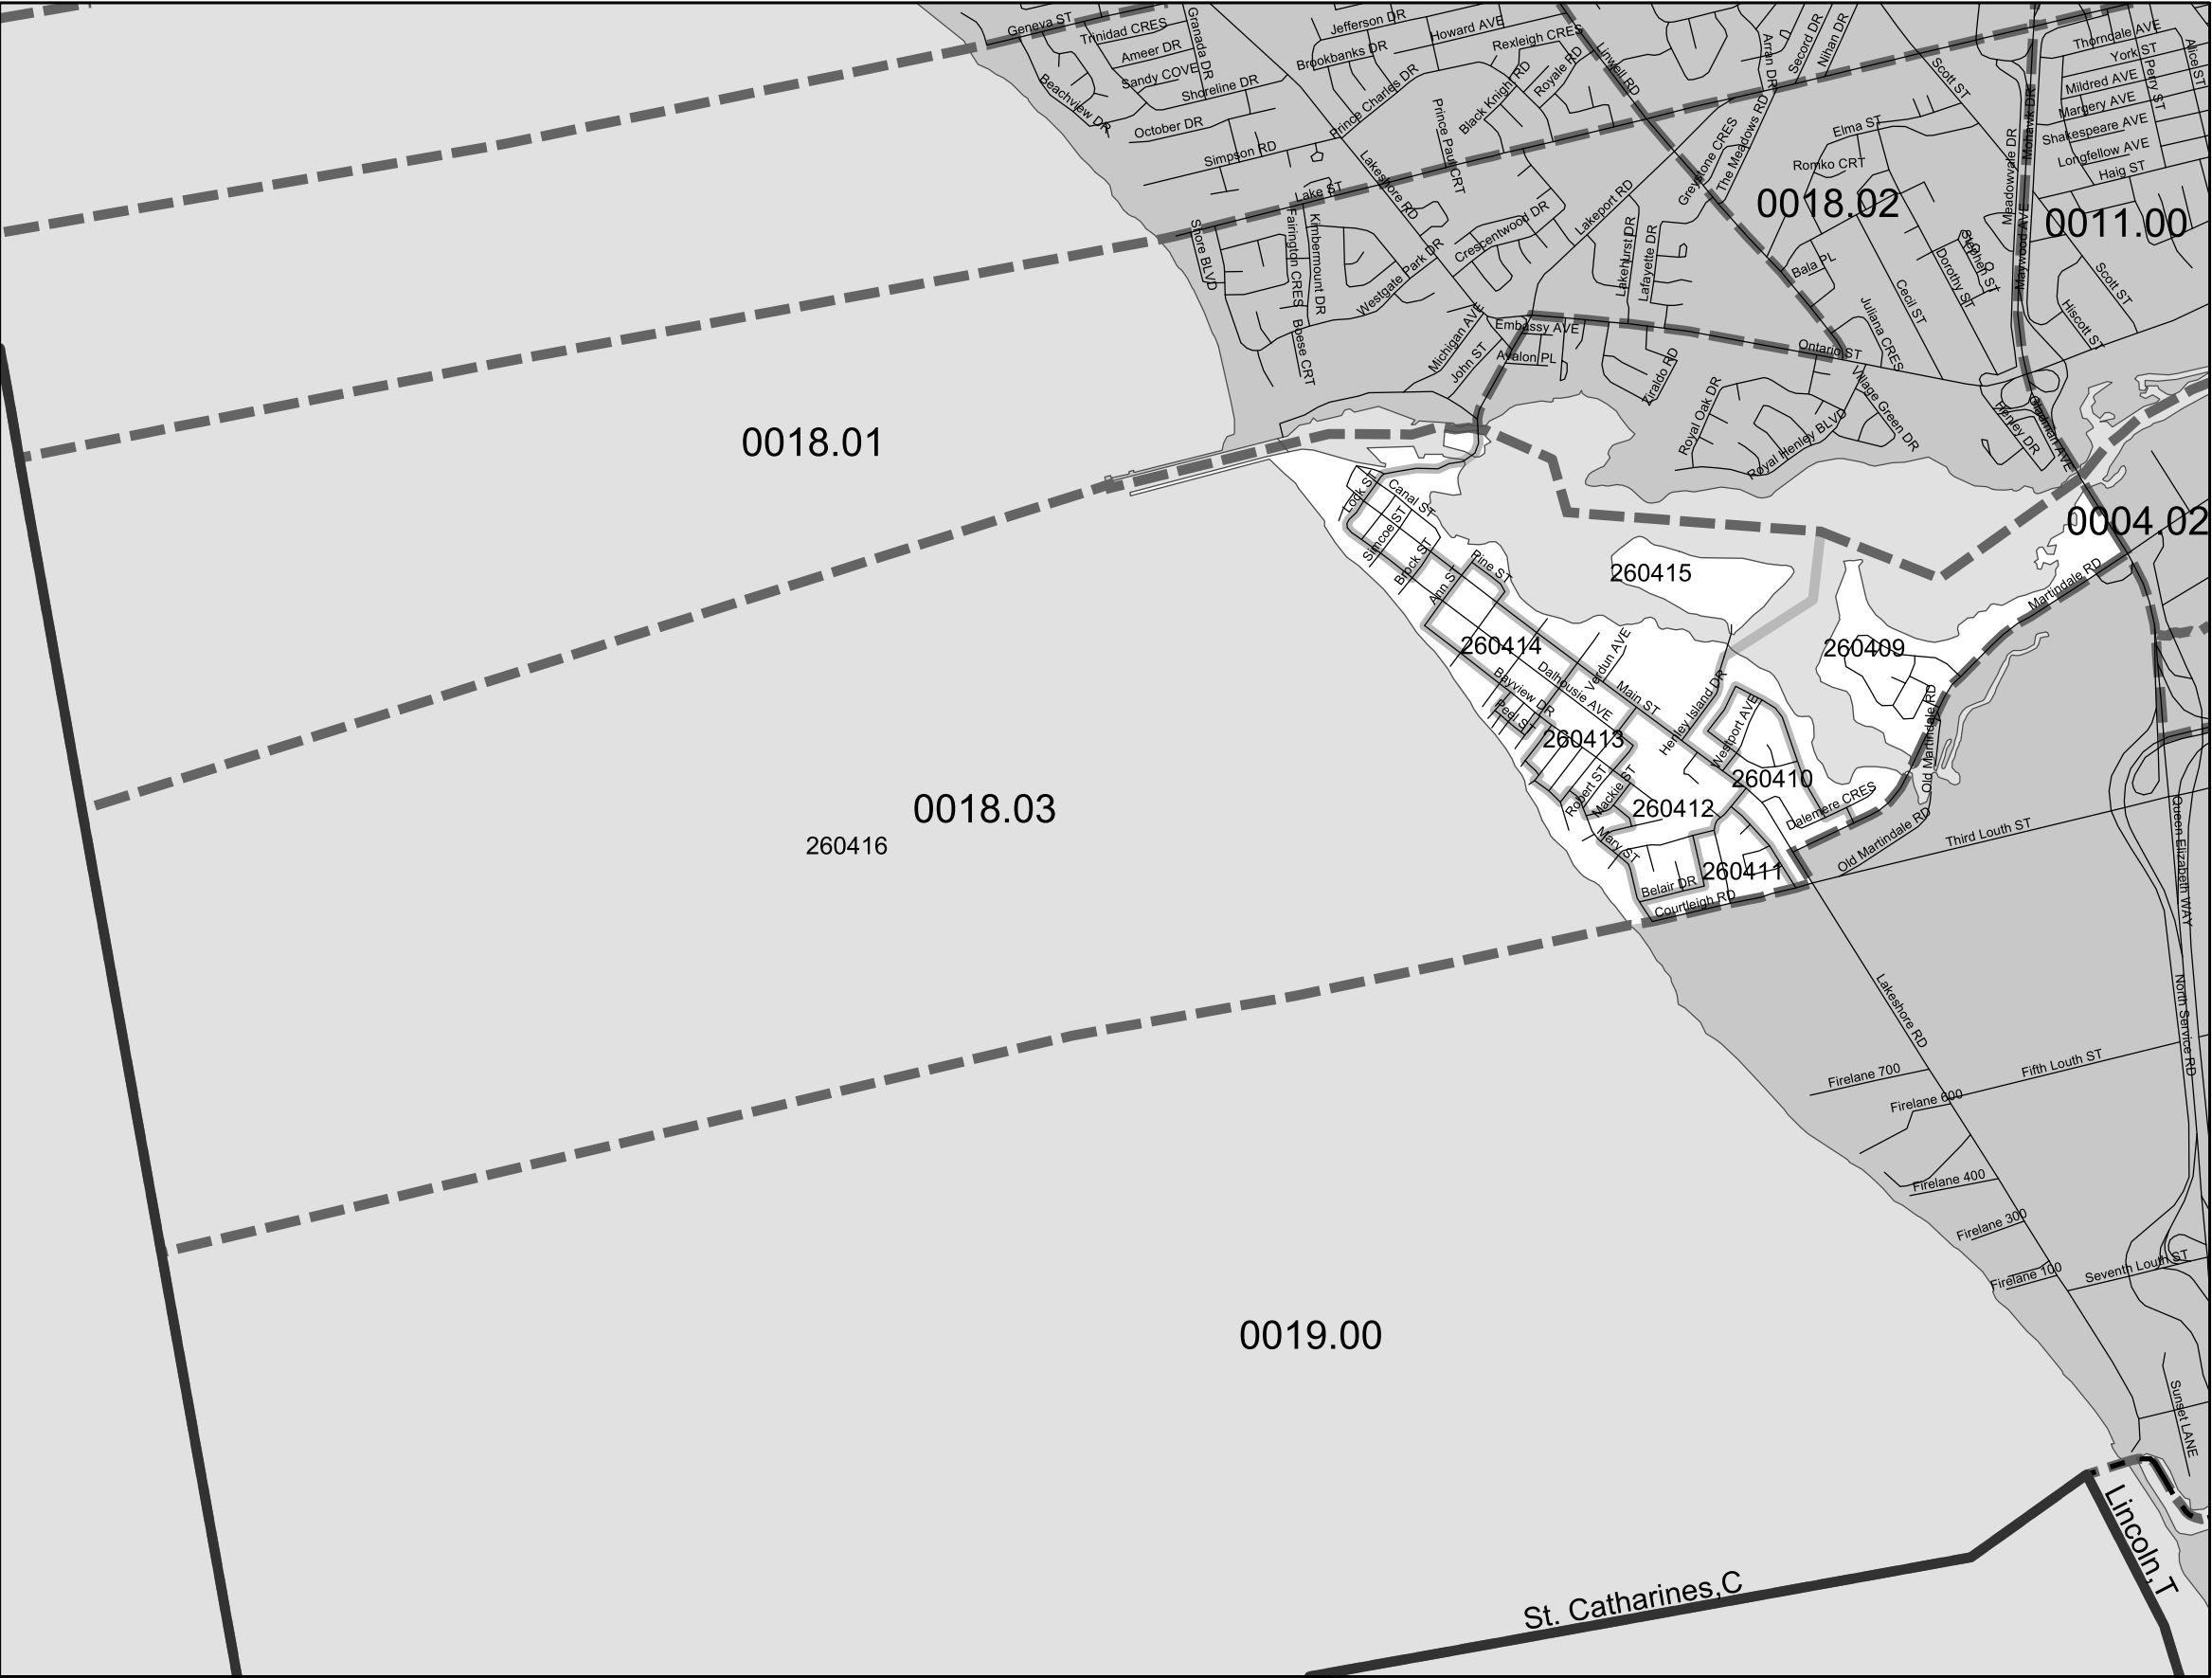 Geneva ST
Trinidad CRES
Ameer DR
Sandy COVE
Granada DR
Shoreline DR
Beachview DR
October DR
Simpson RD
Jefferson DR
Howard AVE
Brookbanks DR
Rexleigh CRES
Prince Charles DR
Black Knight RD
Royale RD
Linwell RD
Prince Paul CRT
Lakeshore RD
Lake ST
Arran DR
Secord DR
Nihan DR
Scott ST
Thorndale AVE
York ST
Alice ST
Mildred AVE
Perry ST
Margery AVE
Shakespeare AVE
Longfellow AVE
Haig ST
Mohawk DR
Meadowvale DR
Maywood AVE
Elma ST
Romko CRT
Greystone CRES
The Meadows RD
0018.02
0011.00
Shore BLVD
Fairington CRES
Kimbermount DR
Boese CRT
Westgate Park DR
Crescentwood DR
Lakeport RD
Lakehurst DR
Lafayette DR
Bala PL
Stephen ST
Dorothy ST
Cecil ST
Juliana CRES
Scott ST
Hiscott ST
Michigan AVE
John ST
Embassy AVE
Avalon PL
Ziraldo RD
Ontario ST
Village Green DR
Royal Oak DR
Royal Henley BLVD
Henley DR
Gladman AVE
0018.01
0004.02
Lock ST
Canal ST
Simcoe ST
Brock ST
Pine ST
Ann ST
260415
Martindale RD
260409
260414
Verdun AVE
Dalhousie AVE
Main ST
Bayview DR
Peel ST
Henley Island DR
Westport AVE
Old Martindale RD
260413
260410
Robert ST
Mackie ST
260412
Dalemere CRES
Mary ST
Old Martindale RD
Third Louth ST
260411
Belair DR
Courtleigh RD
0018.03
260416
Queen Elizabeth WAY
North Service RD
Lakeshore RD
Firelane 700
Fifth Louth ST
Firelane 600
Firelane 400
Firelane 300
Firelane 100
Seventh Louth ST
0019.00
Sunset LANE
St. Catharines,C
Lincoln,T